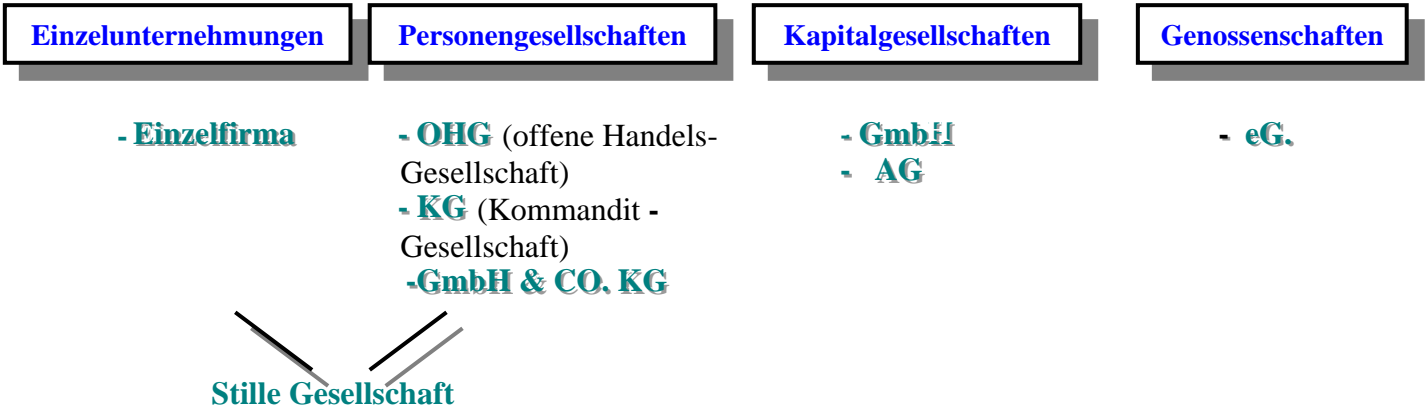 Einzelunternehmungen
Personengesellschaften
Kapitalgesellschaften
Genossenschaften
- Einzelfirma
- OHG (offene Handels-
Gesellschaft)
- KG (Kommandit -
Gesellschaft)
-GmbH & CO. KG
- GmbH
- AG
- eG.
Stille Gesellschaft